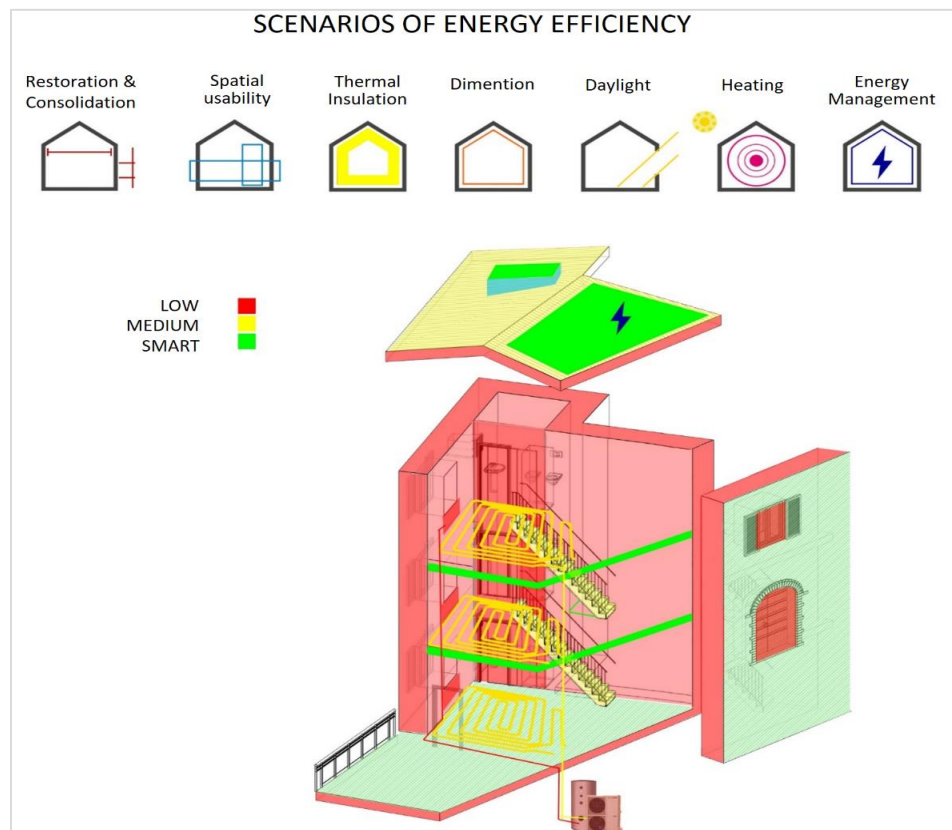 SCENARIOS OF ENERGY EFFICIENCY
Restoration &
Consolidation
Spatial
usability
Thermal
Insulation
Dimention
Daylight
Heating
Energy
Management
LOW
MEDIUM
SMART